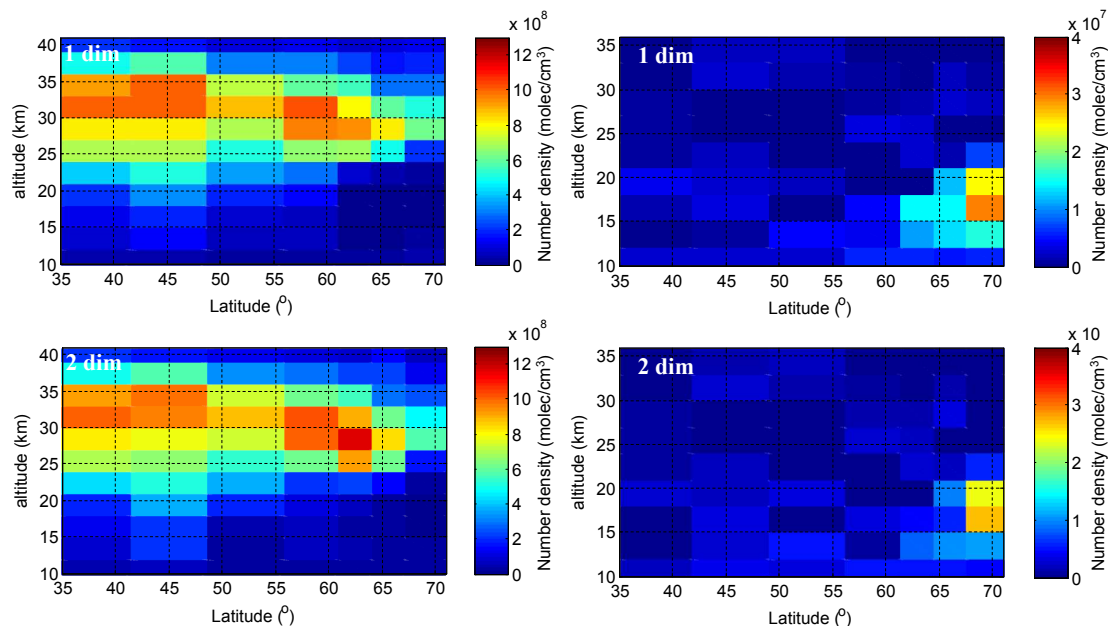 x 10⁸
1 dim
40
35
30
25
20
15
10
altitude (km)
35 40 45 50 55 60 65 70
Latitude (º)
12
10
8
6
4
2
0
Number density (molec/cm³)
x 10⁷
1 dim
35
30
25
20
15
10
altitude (km)
35 40 45 50 55 60 65 70
Latitude (º)
4
3
2
1
0
Number density (molec/cm³)
x 10⁸
2 dim
40
35
30
25
20
15
10
altitude (km)
35 40 45 50 55 60 65 70
Latitude (º)
12
10
8
6
4
2
0
Number density (molec/cm³)
x 10
2 dim
35
30
25
20
15
10
altitude (km)
35 40 45 50 55 60 65 70
Latitude (º)
4
3
2
1
0
Number density (molec/cm³)